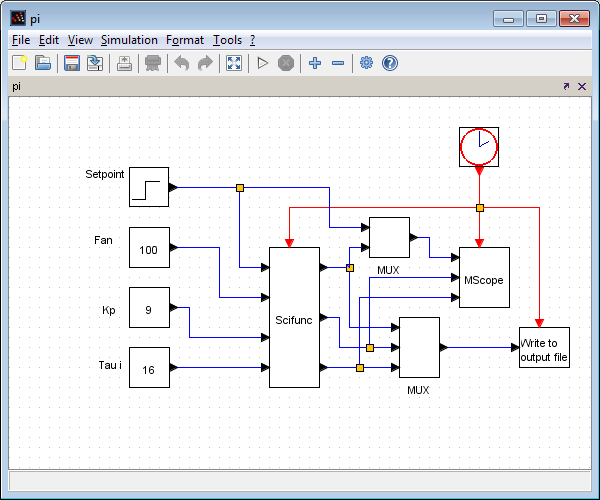 pi
File Edit View Simulation Format Tools ?
pi
Setpoint
Fan
100
Kp
9
Tau i
16
Scifunc
MUX
MScope
MUX
Write to
output file